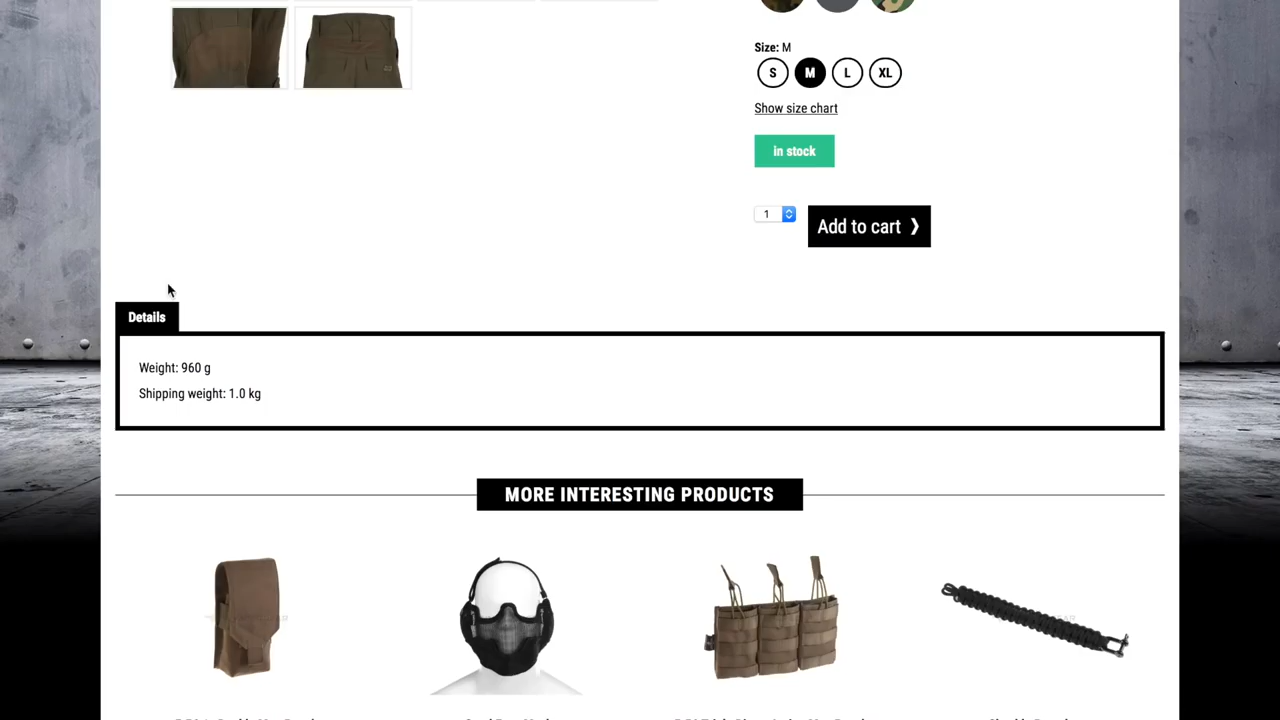 Size: M
S M L XL
Show size chart
in stock
1
Add to cart ❯
Details
Weight: 960 g
Shipping weight: 1.0 kg
MORE INTERESTING PRODUCTS